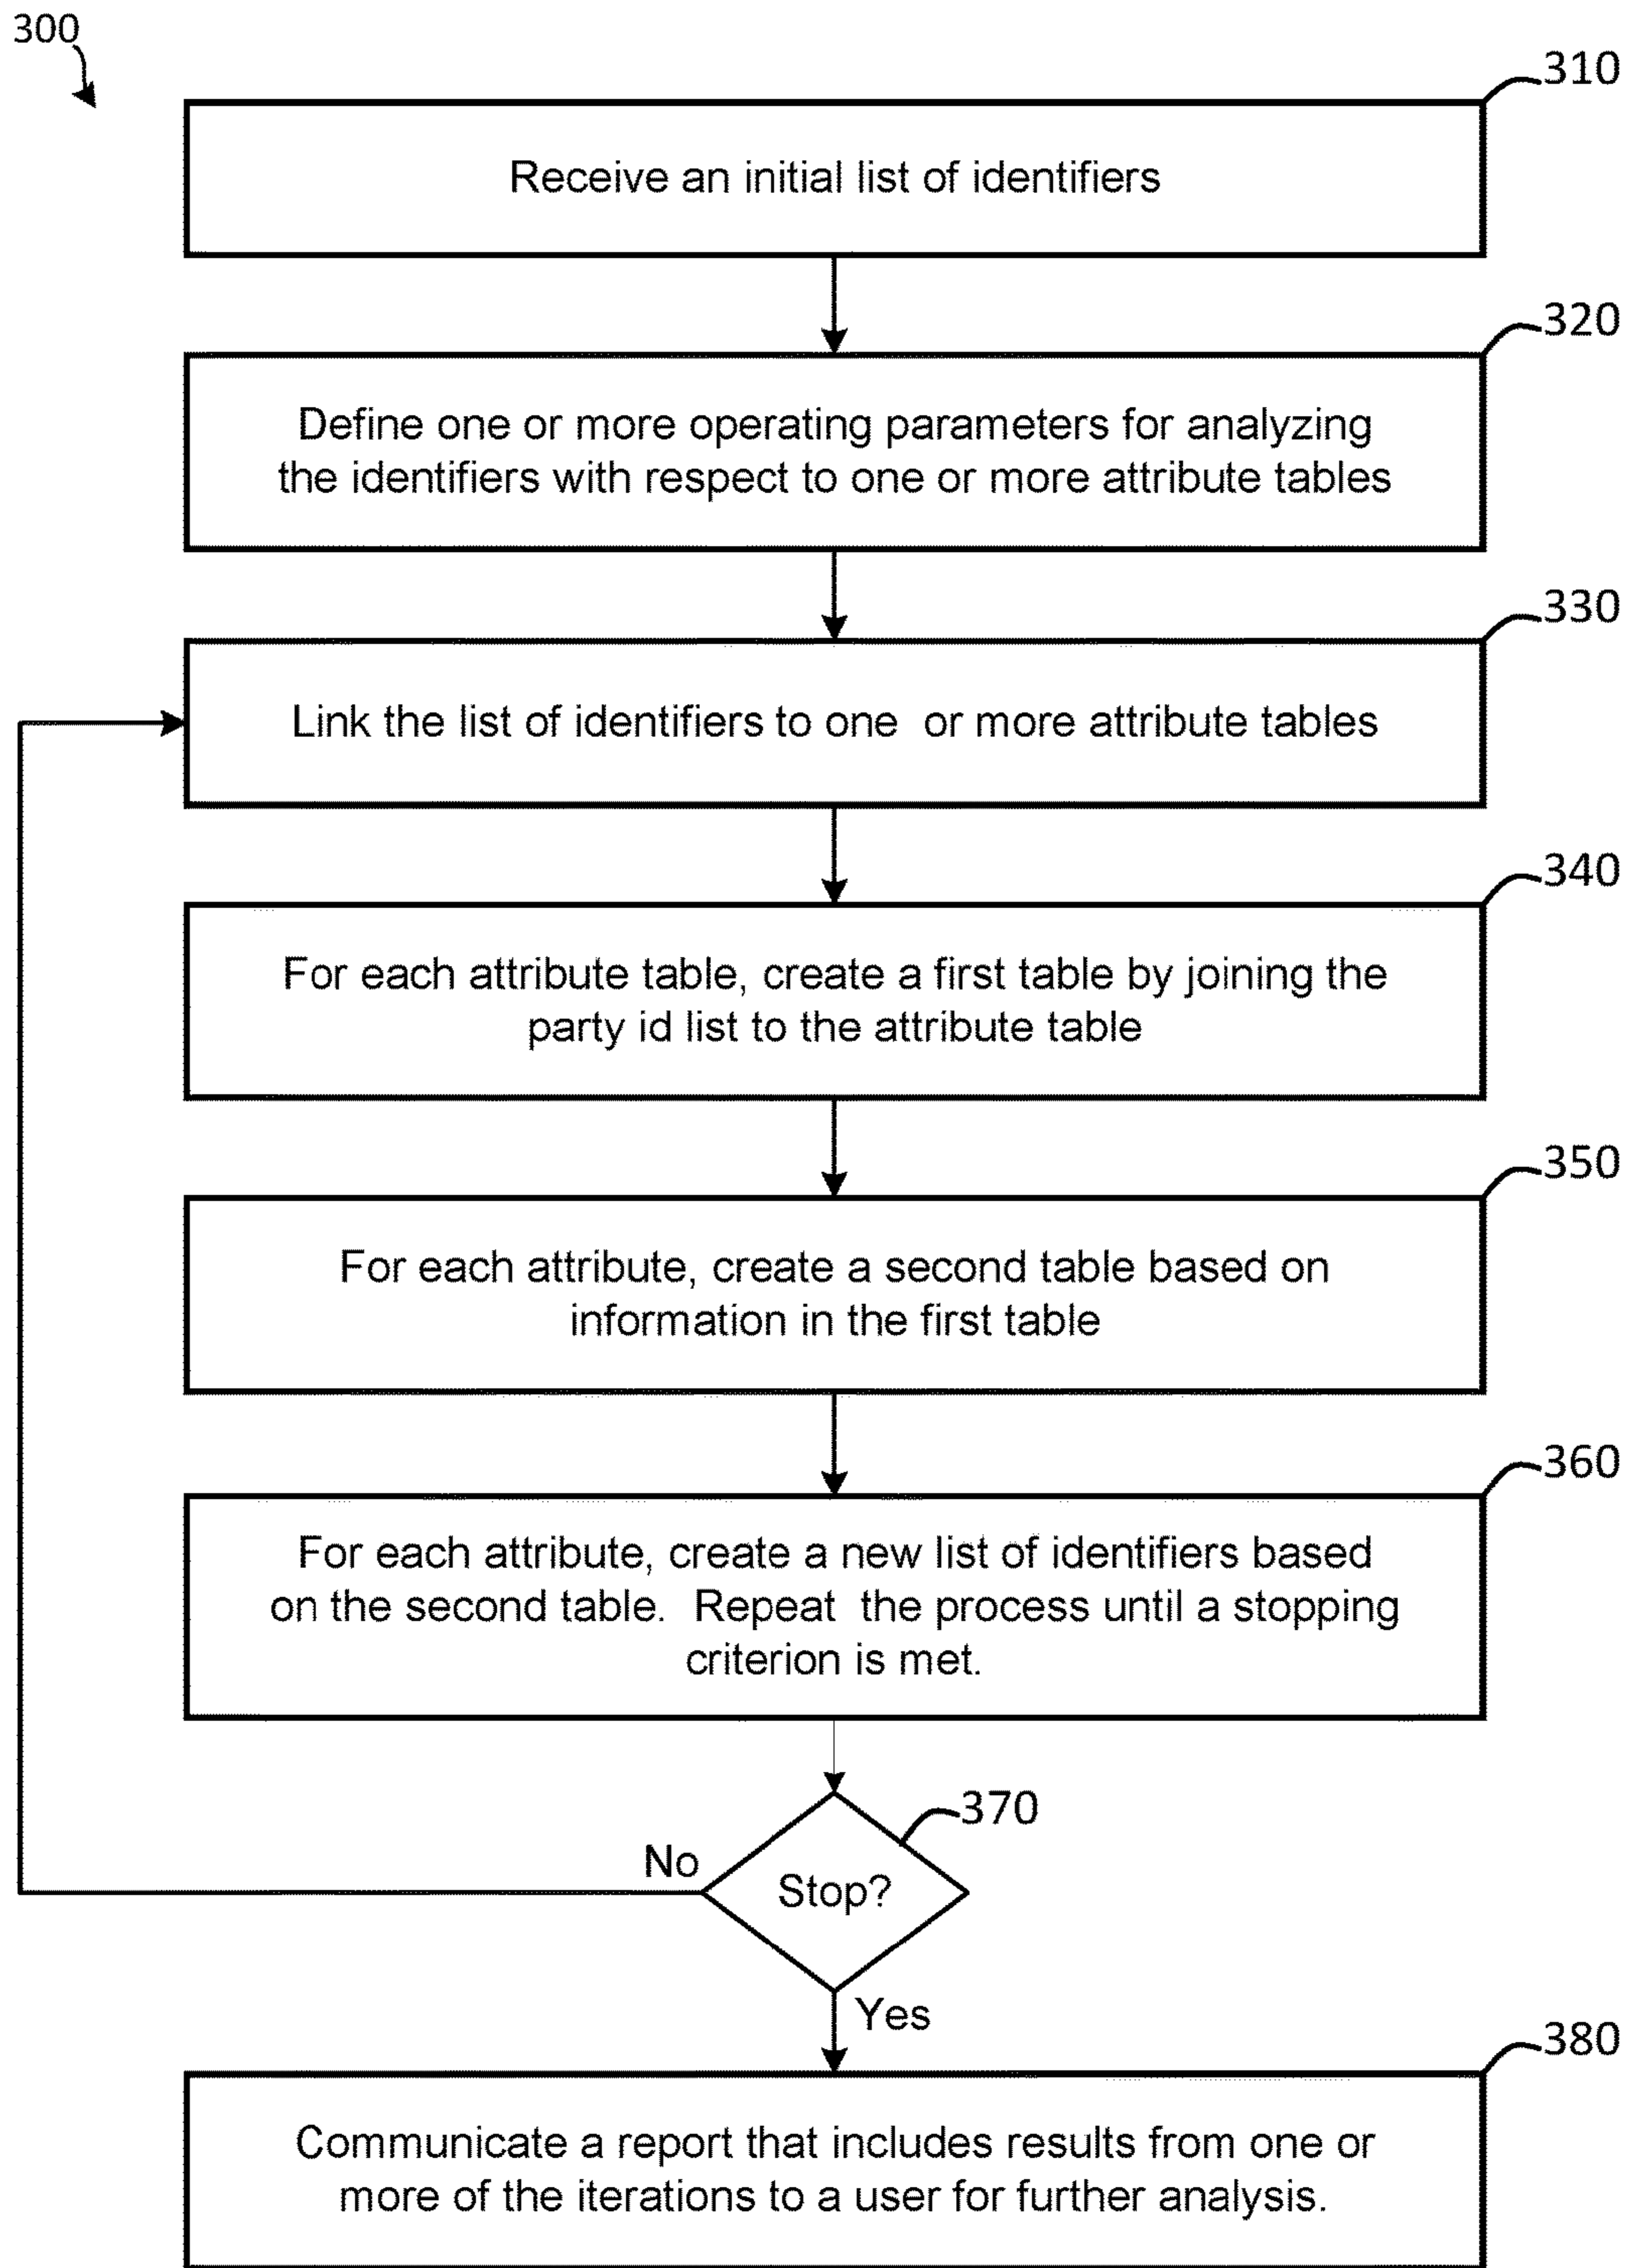 300
310
Receive an initial list of identifiers
320
Define one or more operating parameters for analyzing
the identifiers with respect to one or more attribute tables
330
Link the list of identifiers to one  or more attribute tables
340
For each attribute table, create a first table by joining the
party id list to the attribute table
350
For each attribute, create a second table based on
information in the first table
360
For each attribute, create a new list of identifiers based
on the second table.  Repeat  the process until a stopping
criterion is met.
370
No
Stop?
Yes
380
Communicate a report that includes results from one or
more of the iterations to a user for further analysis.